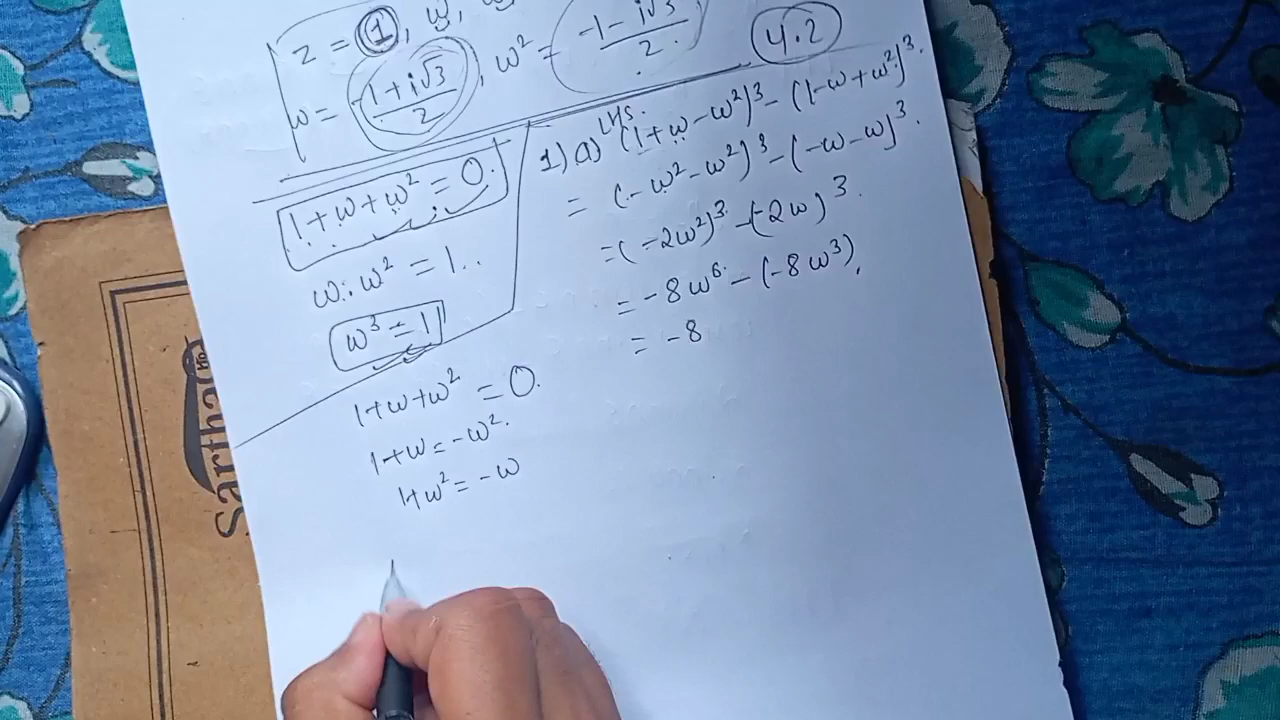 z = 1, ω,
ω = -1+i√3/2, ω² = -1-i√3/2.
4.2
1+ω+ω² = 0.
ω·ω² = 1..
ω³ = 1
1+ω+ω² = 0.
1+ω = -ω².
1+ω² = -ω
LHS.
1) a) (1+ω-ω²)³ - (1-ω+ω²)³.
= (-ω²-ω²)³ - (-ω-ω)³.
= (-2ω²)³ - (-2ω)³.
= -8ω⁶ - (-8ω³).
= -8